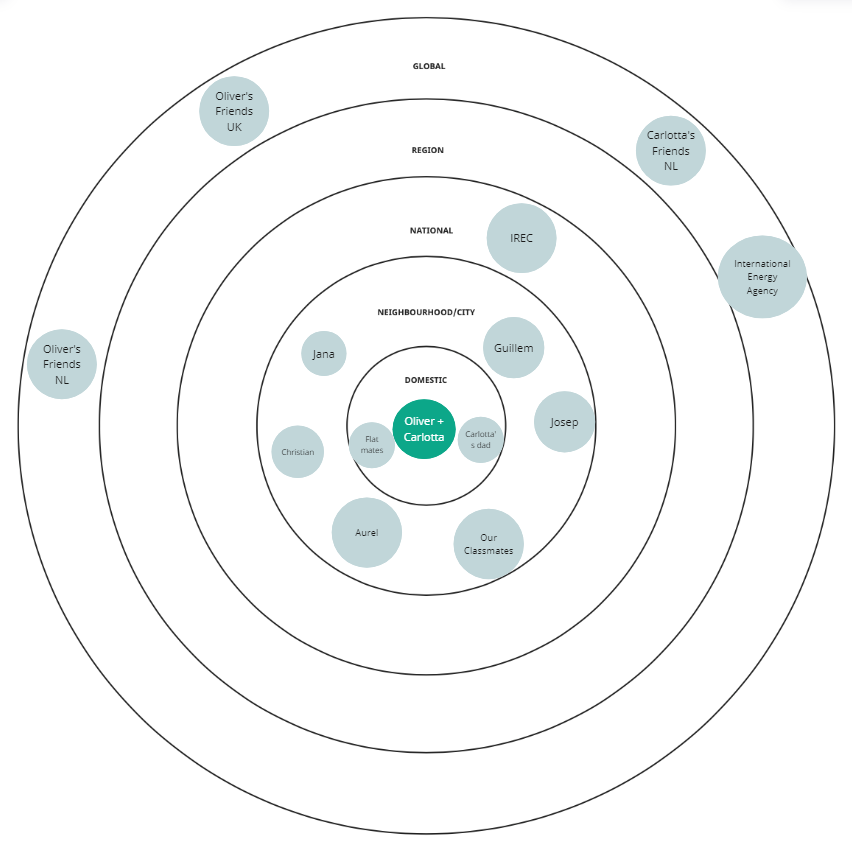 GLOBAL
Oliver's
Friends
UK
Carlotta's
Friends
NL
REGION
NATIONAL
IREC
International
Energy
Agency
NEIGHBOURHOOD/CITY
Jana
Guillem
Oliver's
Friends
NL
DOMESTIC
Oliver +
Carlotta
Josep
Flat
mates
Carlotta'
s dad
Christian
Aurel
Our
Classmates